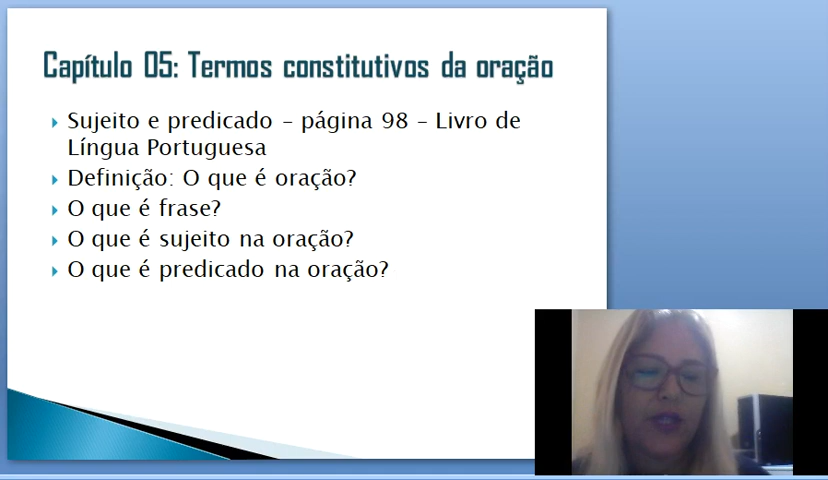 Capítulo 05: Termos constitutivos da oração
Sujeito e predicado – página 98 – Livro de
Língua Portuguesa
Definição: O que é oração?
O que é frase?
O que é sujeito na oração?
O que é predicado na oração?